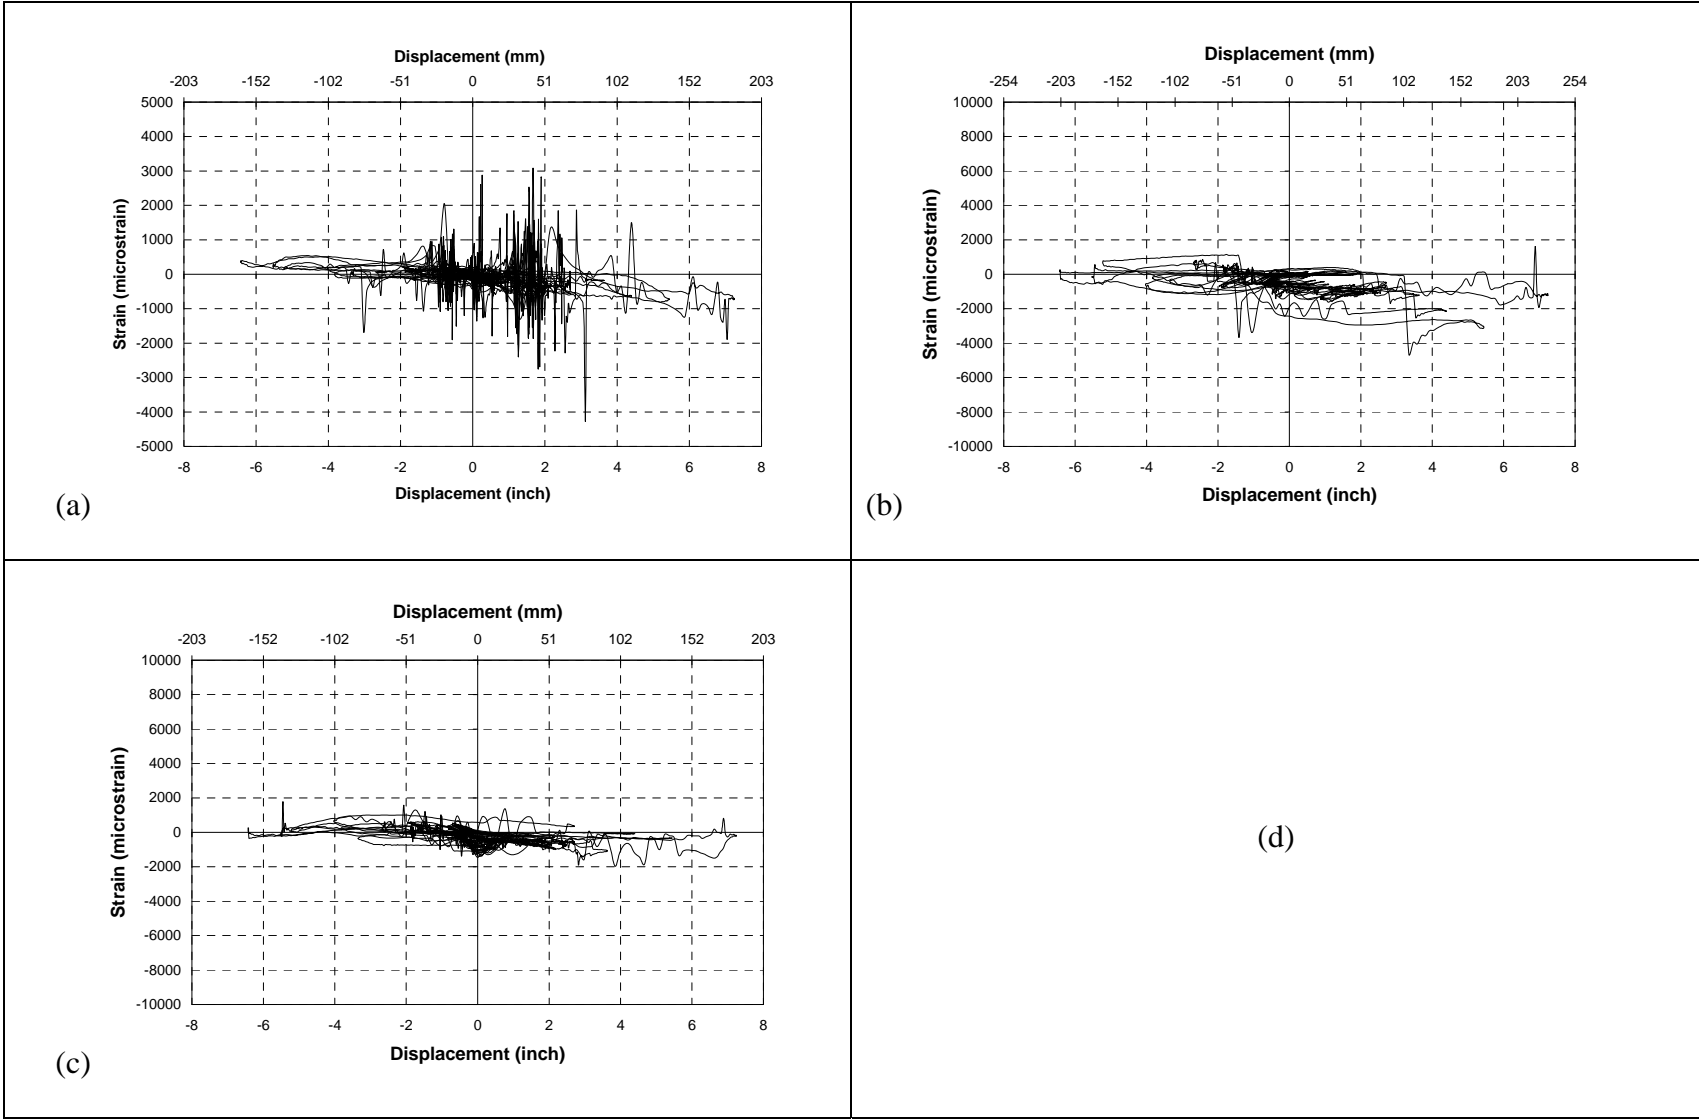 Displacement (mm)
-203 -152 -102 -51 0 51 102 152 203
5000
4000
3000
2000
1000
0
-1000
-2000
-3000
-4000
-5000
Strain (microstrain)
-8 -6 -4 -2 0 2 4 6 8
Displacement (inch)
(a)
Displacement (mm)
-254 -203 -152 -102 -51 0 51 102 152 203 254
10000
8000
6000
4000
2000
0
-2000
-4000
-6000
-8000
-10000
Strain (microstrain)
-8 -6 -4 -2 0 2 4 6 8
Displacement (inch)
(b)
Displacement (mm)
-203 -152 -102 -51 0 51 102 152 203
10000
8000
6000
4000
2000
0
-2000
-4000
-6000
-8000
-10000
Strain (microstrain)
-8 -6 -4 -2 0 2 4 6 8
Displacement (inch)
(c)
(d)